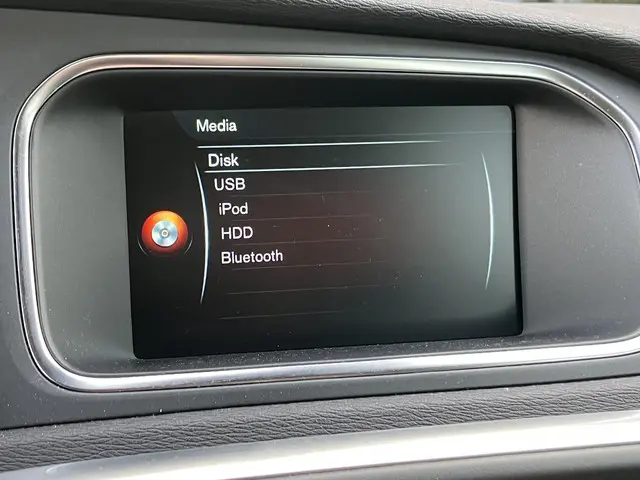 Media
Disk
USB
iPod
HDD
Bluetooth